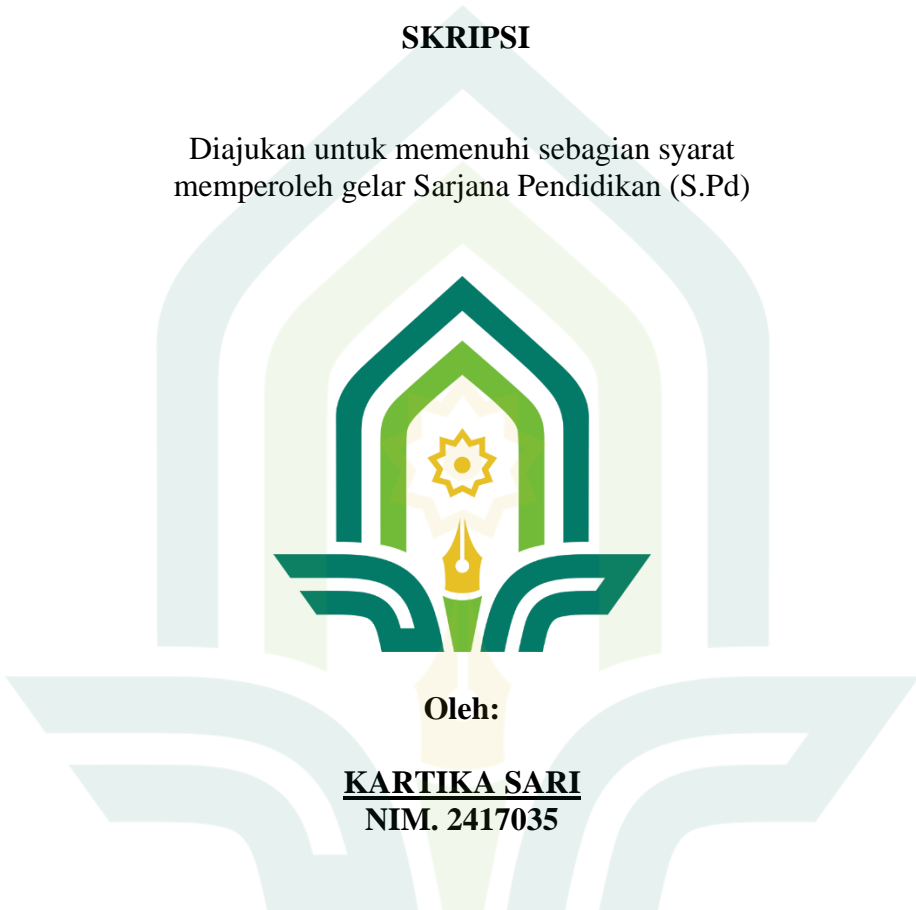 SKRIPSI
Diajukan untuk memenuhi sebagian syarat
memperoleh gelar Sarjana Pendidikan (S.Pd)
Oleh:
KARTIKA SARI
NIM. 2417035